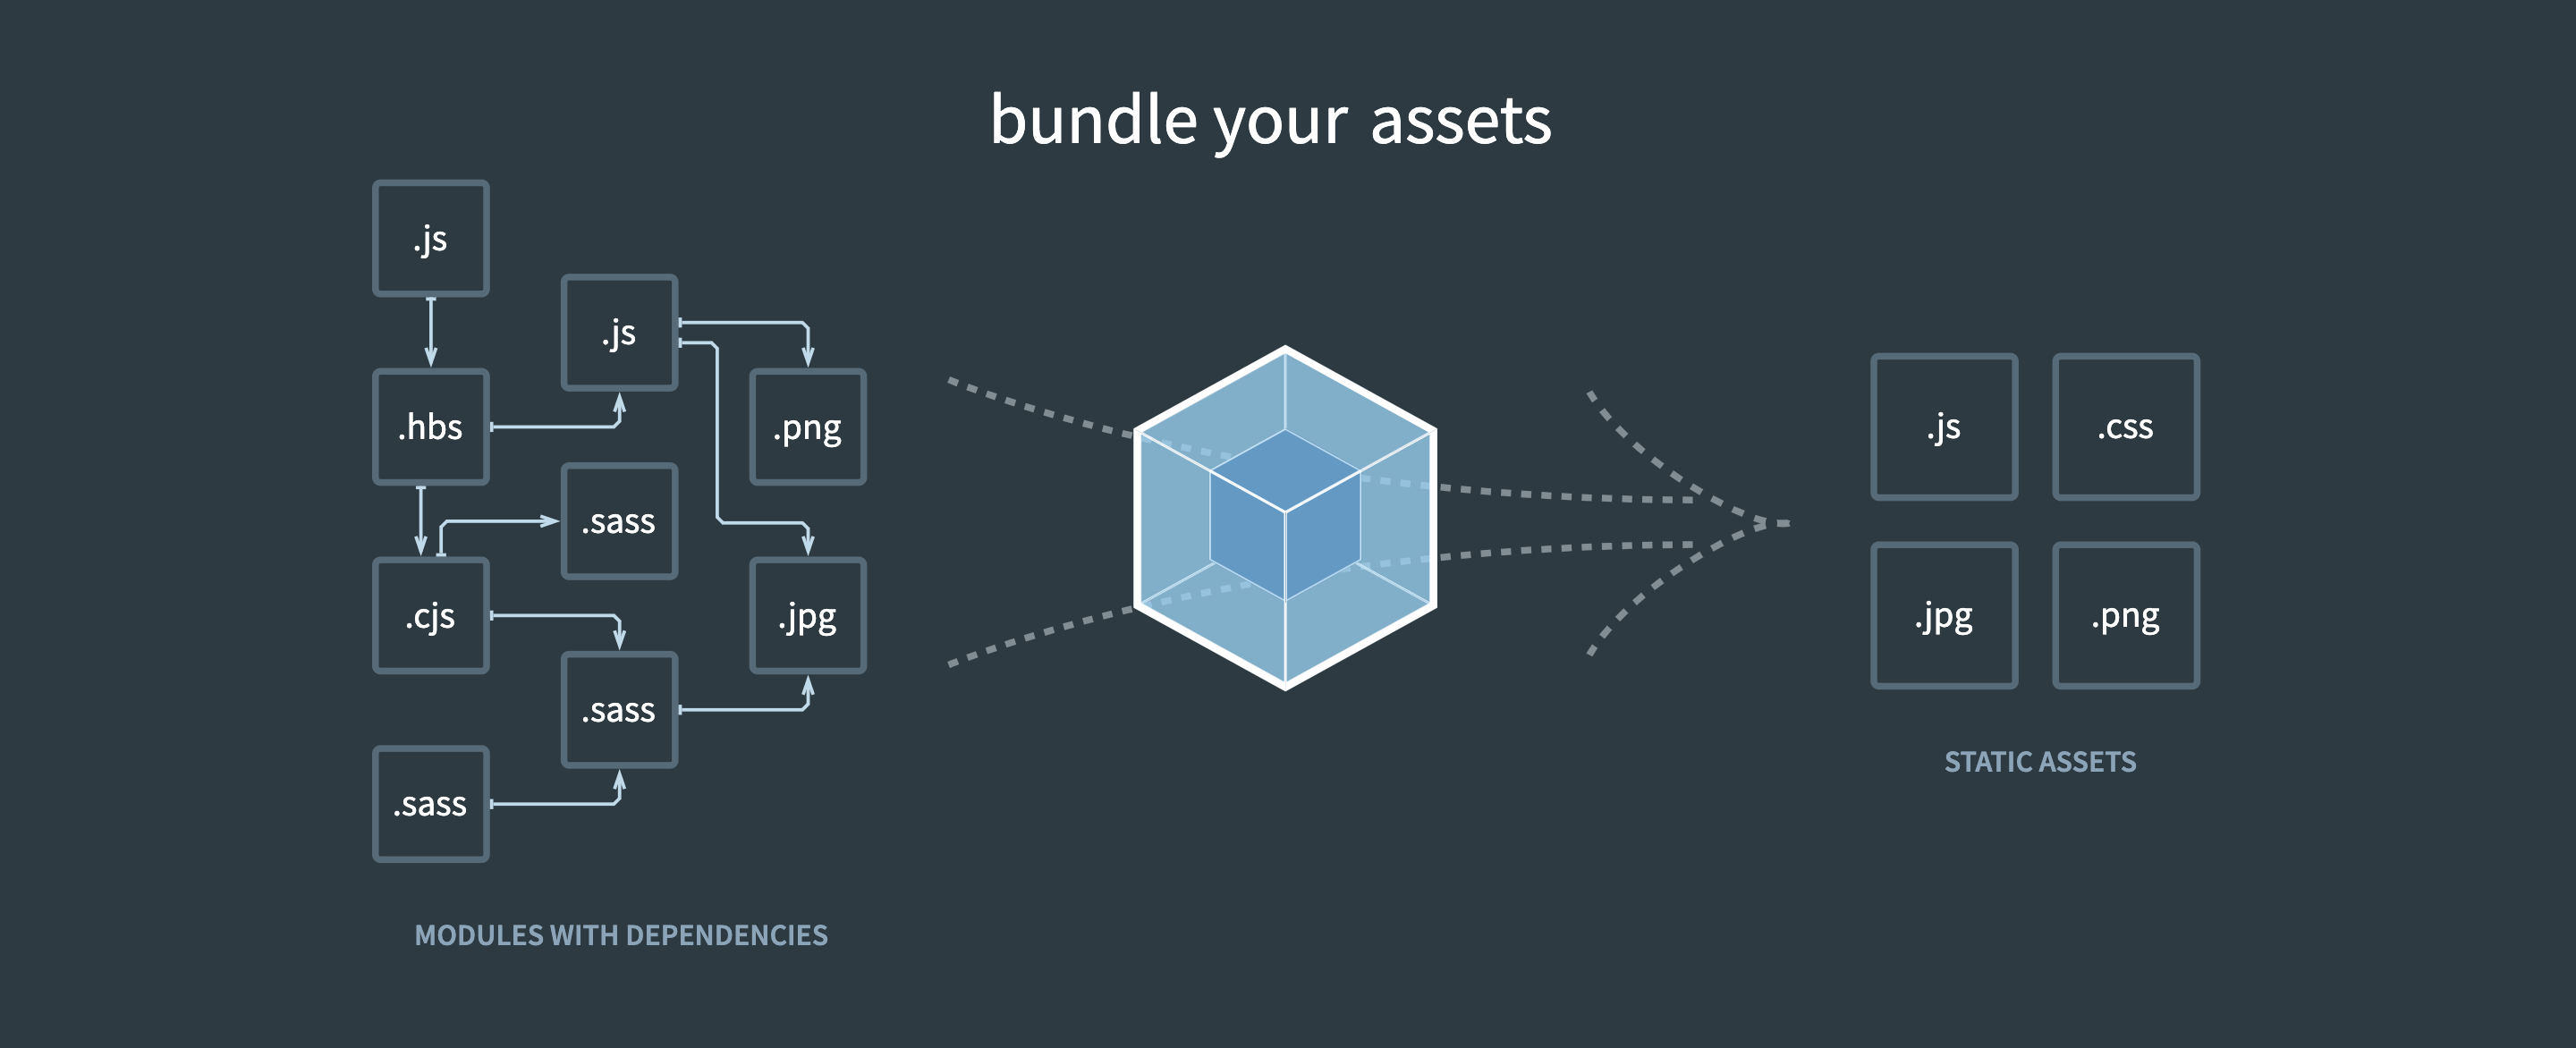 bundle your assets
.js
.js
.hbs
.png
.sass
.cjs
.jpg
.sass
.sass
MODULES WITH DEPENDENCIES
.js
.css
.jpg
.png
STATIC ASSETS